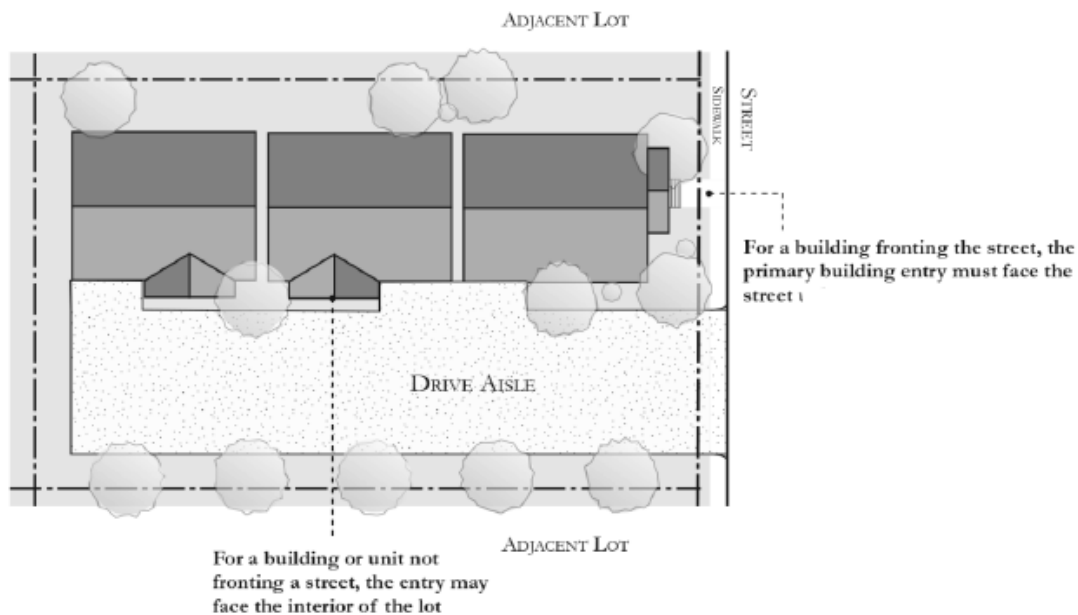 ADJACENT LOT
SIDEWALK
STREET
For a building fronting the street, the
primary building entry must face the
street
DRIVE AISLE
For a building or unit not
fronting a street, the entry may
face the interior of the lot
ADJACENT LOT